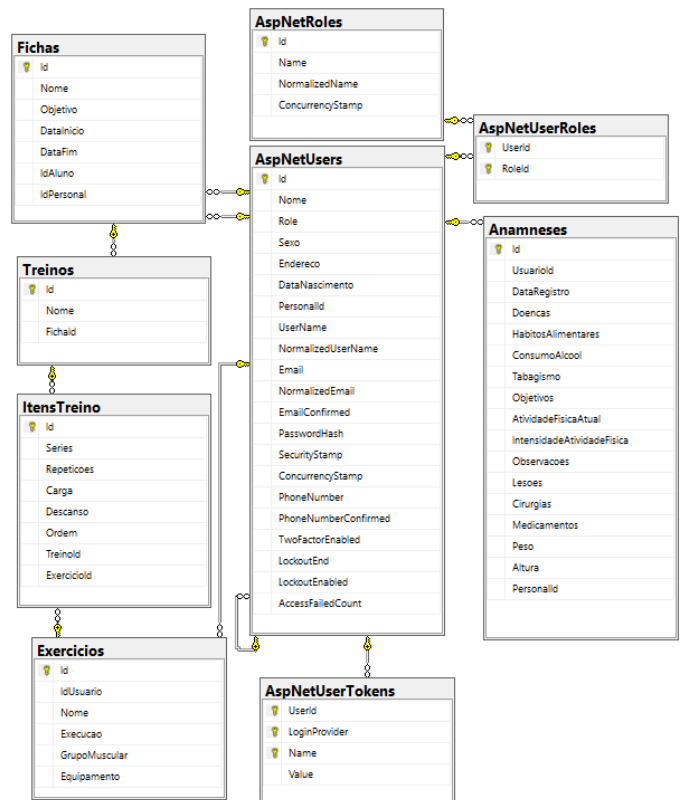 Fichas
Id
Nome
Objetivo
DataInicio
DataFim
IdAluno
IdPersonal
Treinos
Id
Nome
FichaId
ItensTreino
Id
Series
Repeticoes
Carga
Descanso
Ordem
TreinoId
ExercicioId
Exercicios
Id
IdUsuario
Nome
Execucao
GrupoMuscular
Equipamento
AspNetRoles
Id
Name
NormalizedName
ConcurrencyStamp
AspNetUsers
Id
Nome
Role
Sexo
Endereco
DataNascimento
PersonalId
UserName
NormalizedUserName
Email
NormalizedEmail
EmailConfirmed
PasswordHash
SecurityStamp
ConcurrencyStamp
PhoneNumber
PhoneNumberConfirmed
TwoFactorEnabled
LockoutEnd
LockoutEnabled
AccessFailedCount
AspNetUserTokens
UserId
LoginProvider
Name
Value
AspNetUserRoles
UserId
RoleId
Anamneses
Id
UsuarioId
DataRegistro
Doencas
HabitosAlimentares
ConsumoAlcool
Tabagismo
Objetivos
AtividadeFisicaAtual
IntensidadeAtividadeFisica
Observacoes
Lesoes
Cirurgias
Medicamentos
Peso
Altura
PersonalId